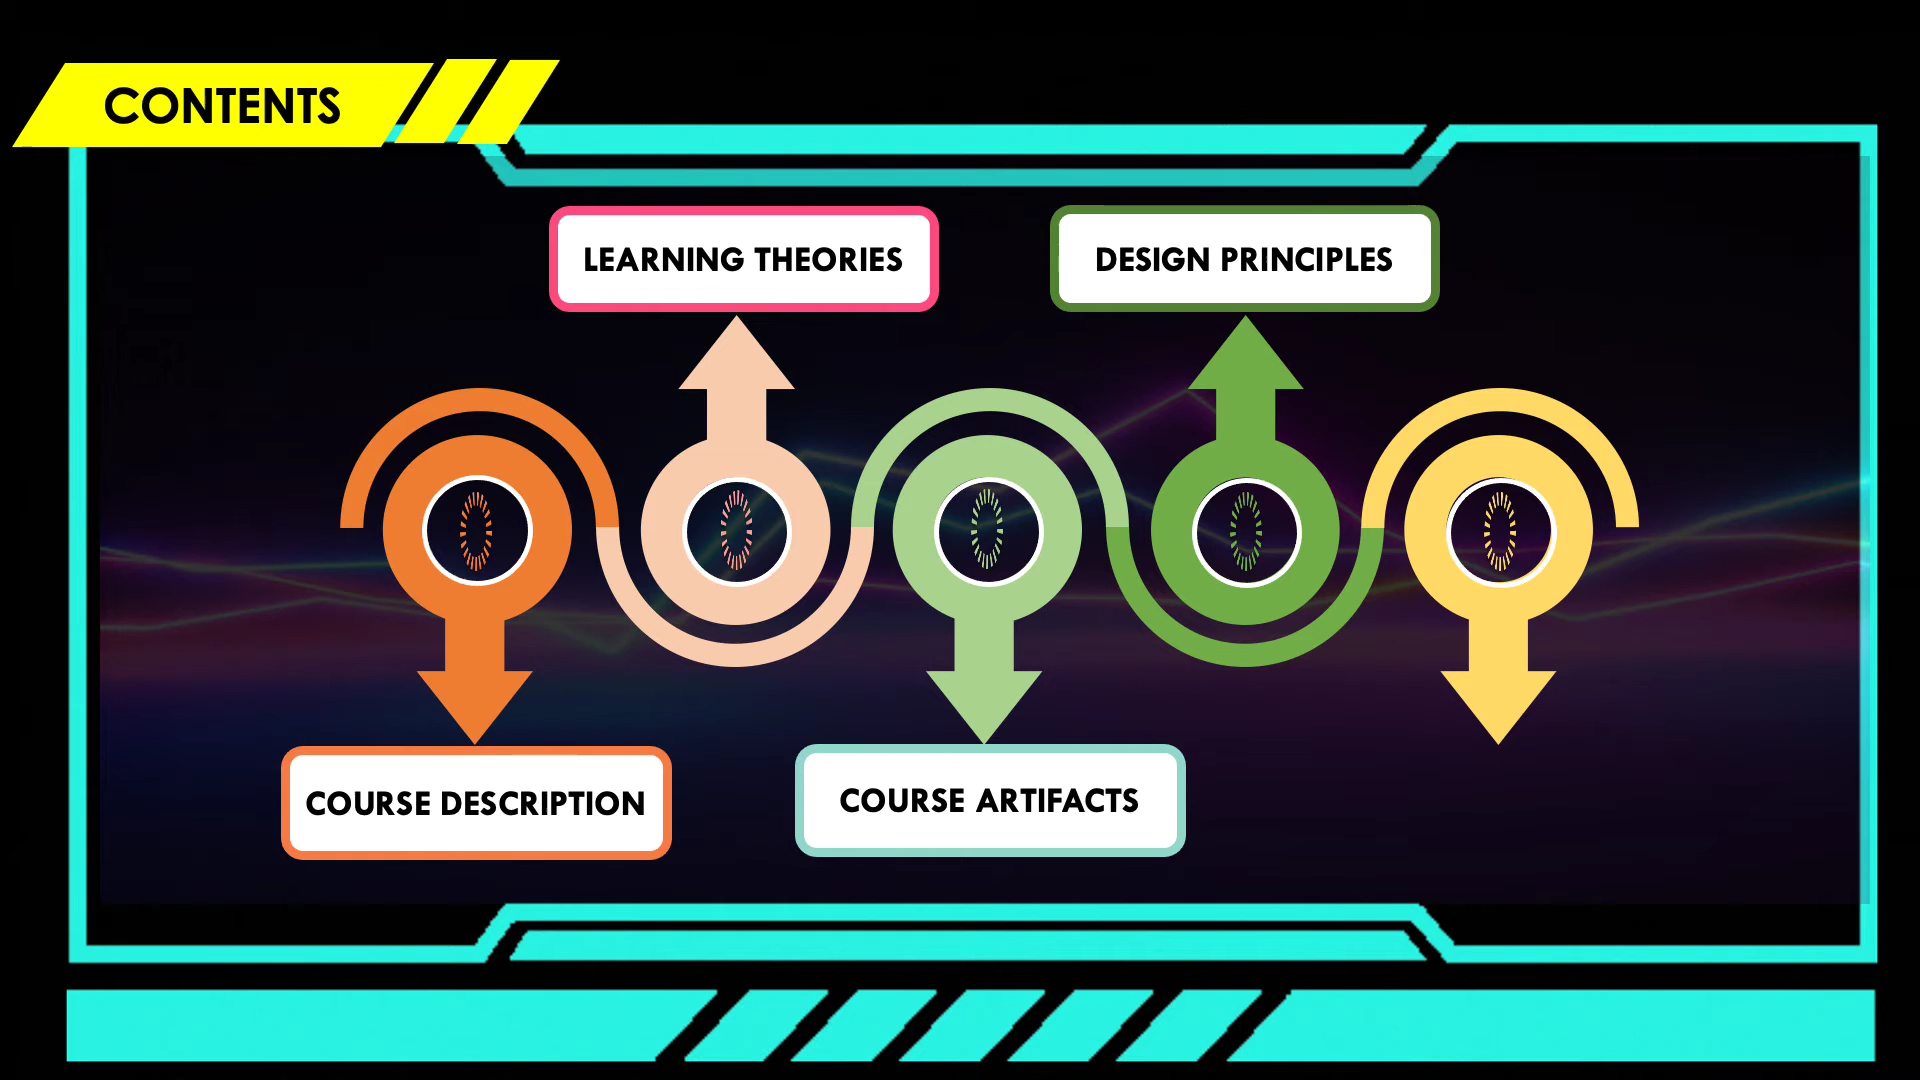 CONTENTS
LEARNING THEORIES
DESIGN PRINCIPLES
COURSE DESCRIPTION
COURSE ARTIFACTS